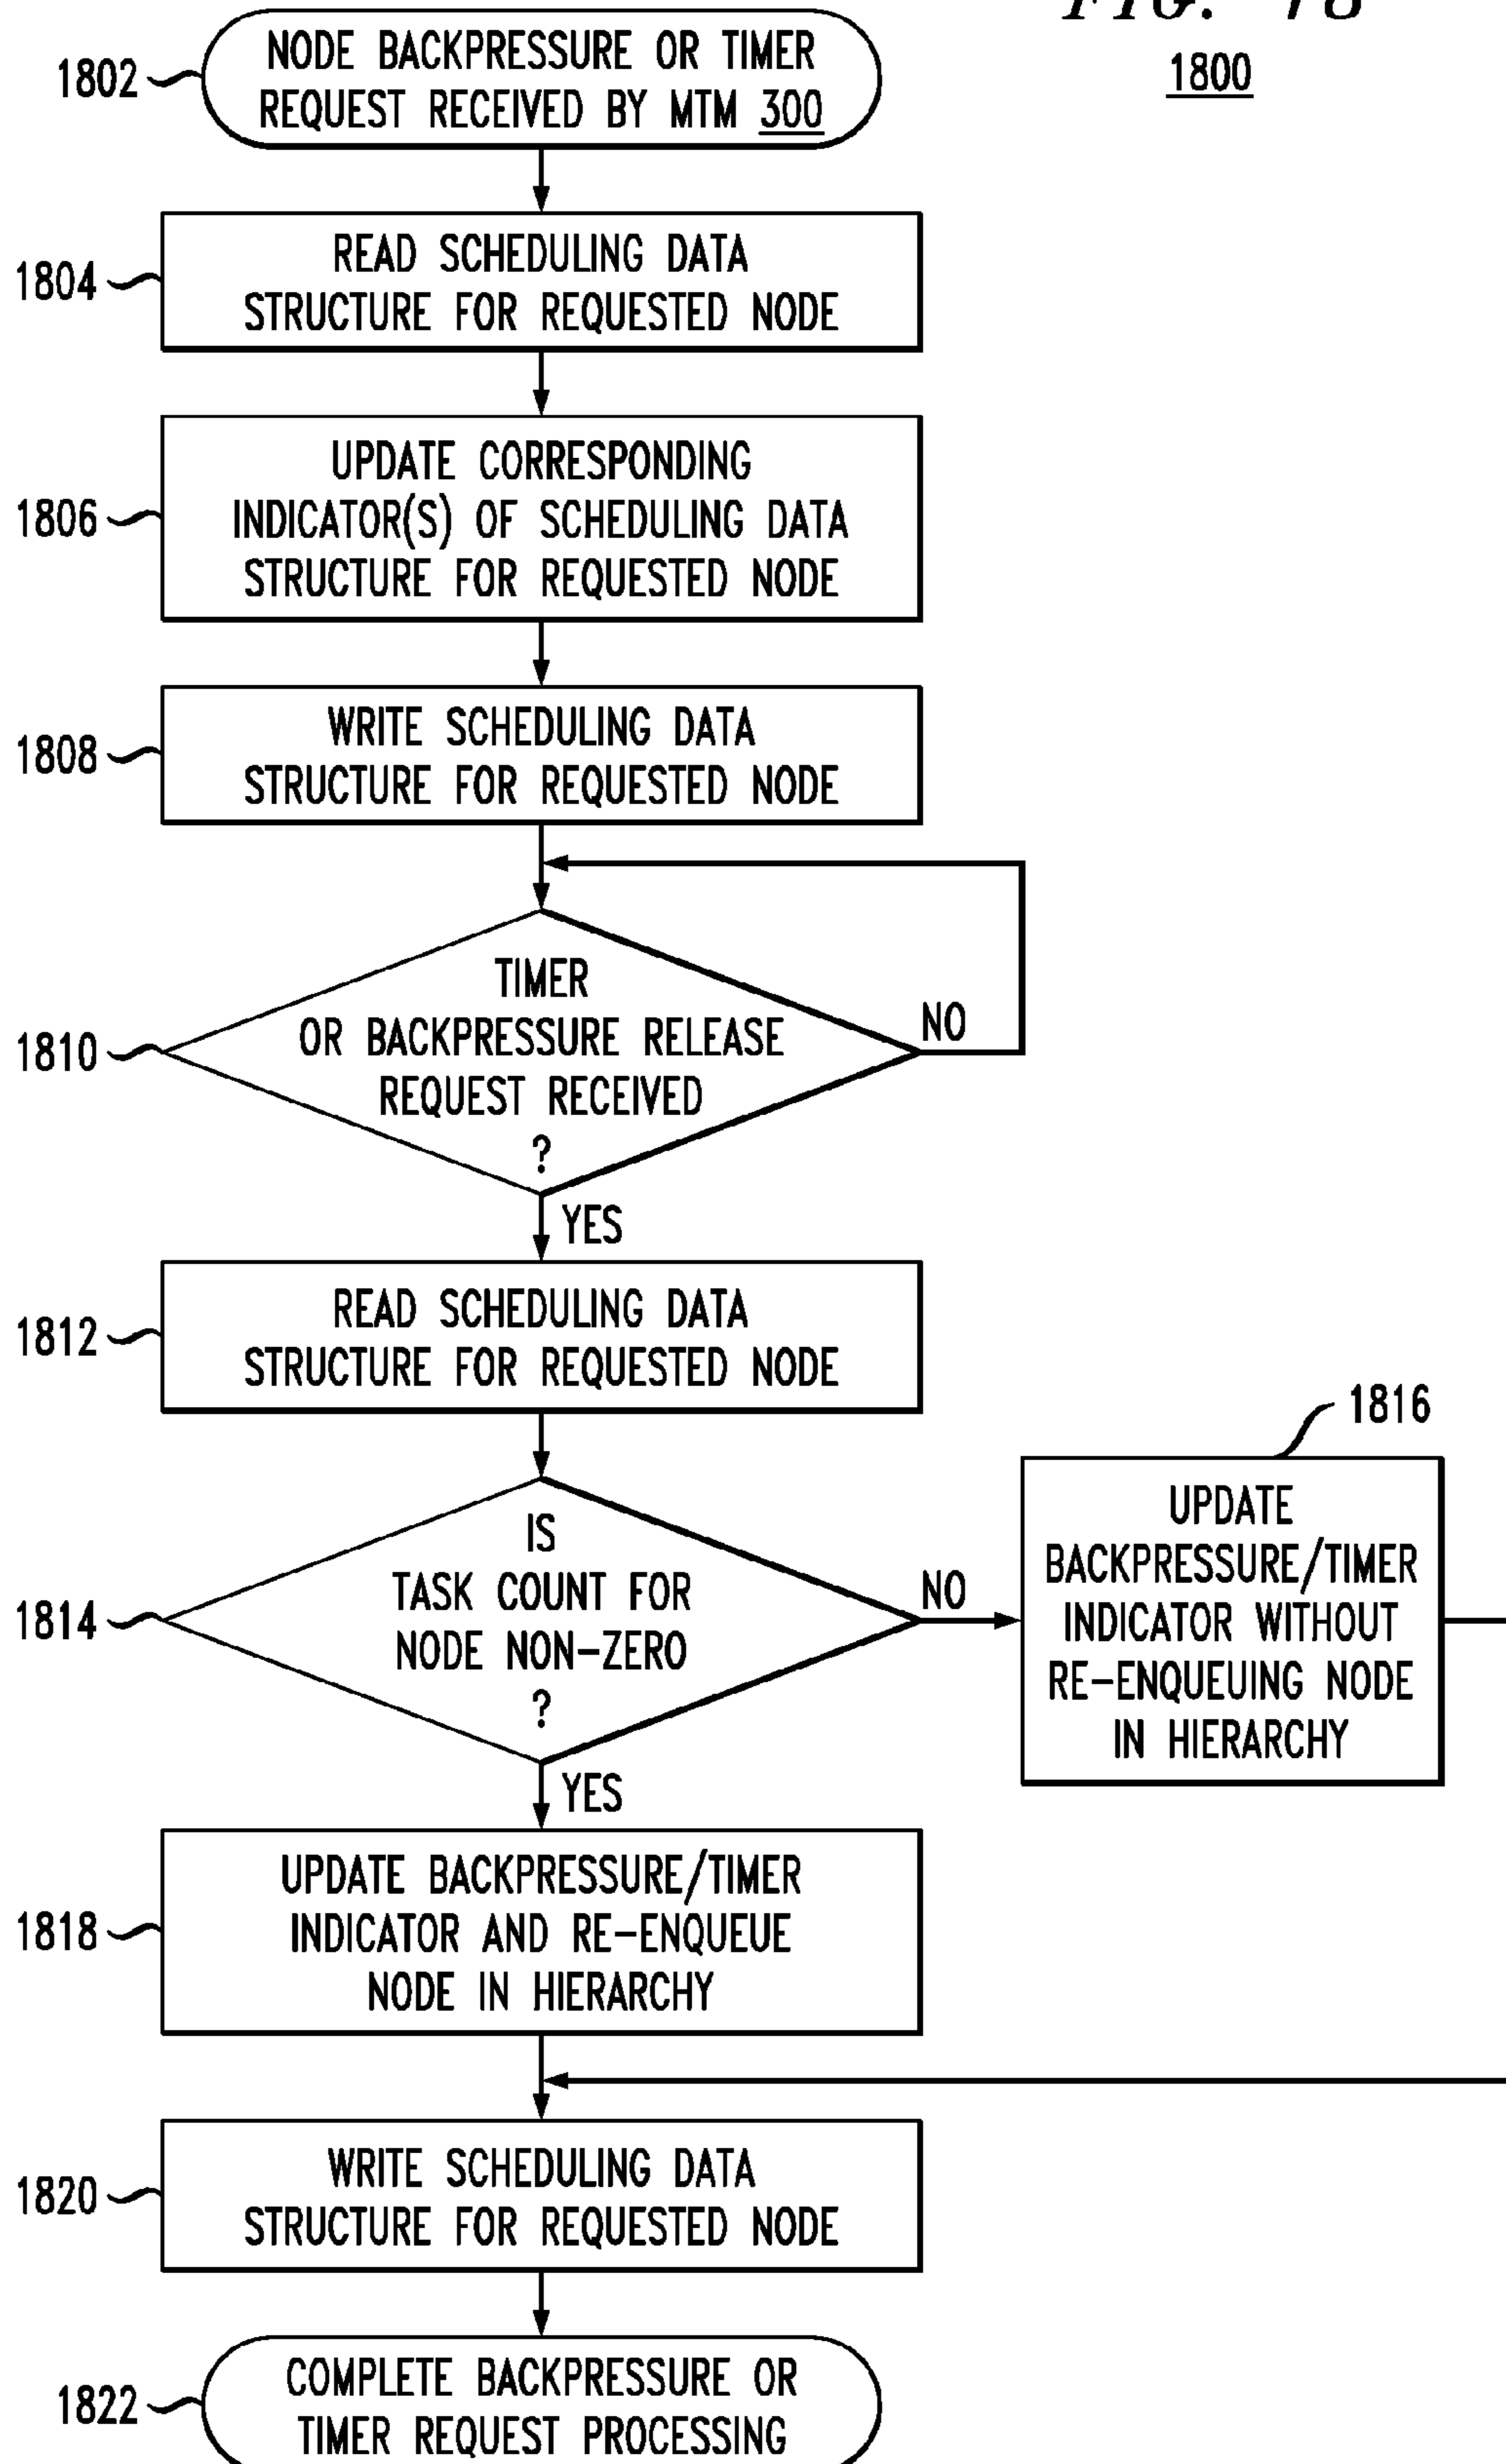 FIG. 18
1800
1802
NODE BACKPRESSURE OR TIMER
REQUEST RECEIVED BY MTM 300
1804
READ SCHEDULING DATA
STRUCTURE FOR REQUESTED NODE
1806
UPDATE CORRESPONDING
INDICATOR(S) OF SCHEDULING DATA
STRUCTURE FOR REQUESTED NODE
1808
WRITE SCHEDULING DATA
STRUCTURE FOR REQUESTED NODE
1810
TIMER
OR BACKPRESSURE RELEASE
REQUEST RECEIVED
?
NO
YES
1812
READ SCHEDULING DATA
STRUCTURE FOR REQUESTED NODE
1814
IS
TASK COUNT FOR
NODE NON-ZERO
?
NO
1816
UPDATE
BACKPRESSURE/TIMER
INDICATOR WITHOUT
RE-ENQUEUING NODE
IN HIERARCHY
YES
1818
UPDATE BACKPRESSURE/TIMER
INDICATOR AND RE-ENQUEUE
NODE IN HIERARCHY
1820
WRITE SCHEDULING DATA
STRUCTURE FOR REQUESTED NODE
1822
COMPLETE BACKPRESSURE OR
TIMER REQUEST PROCESSING